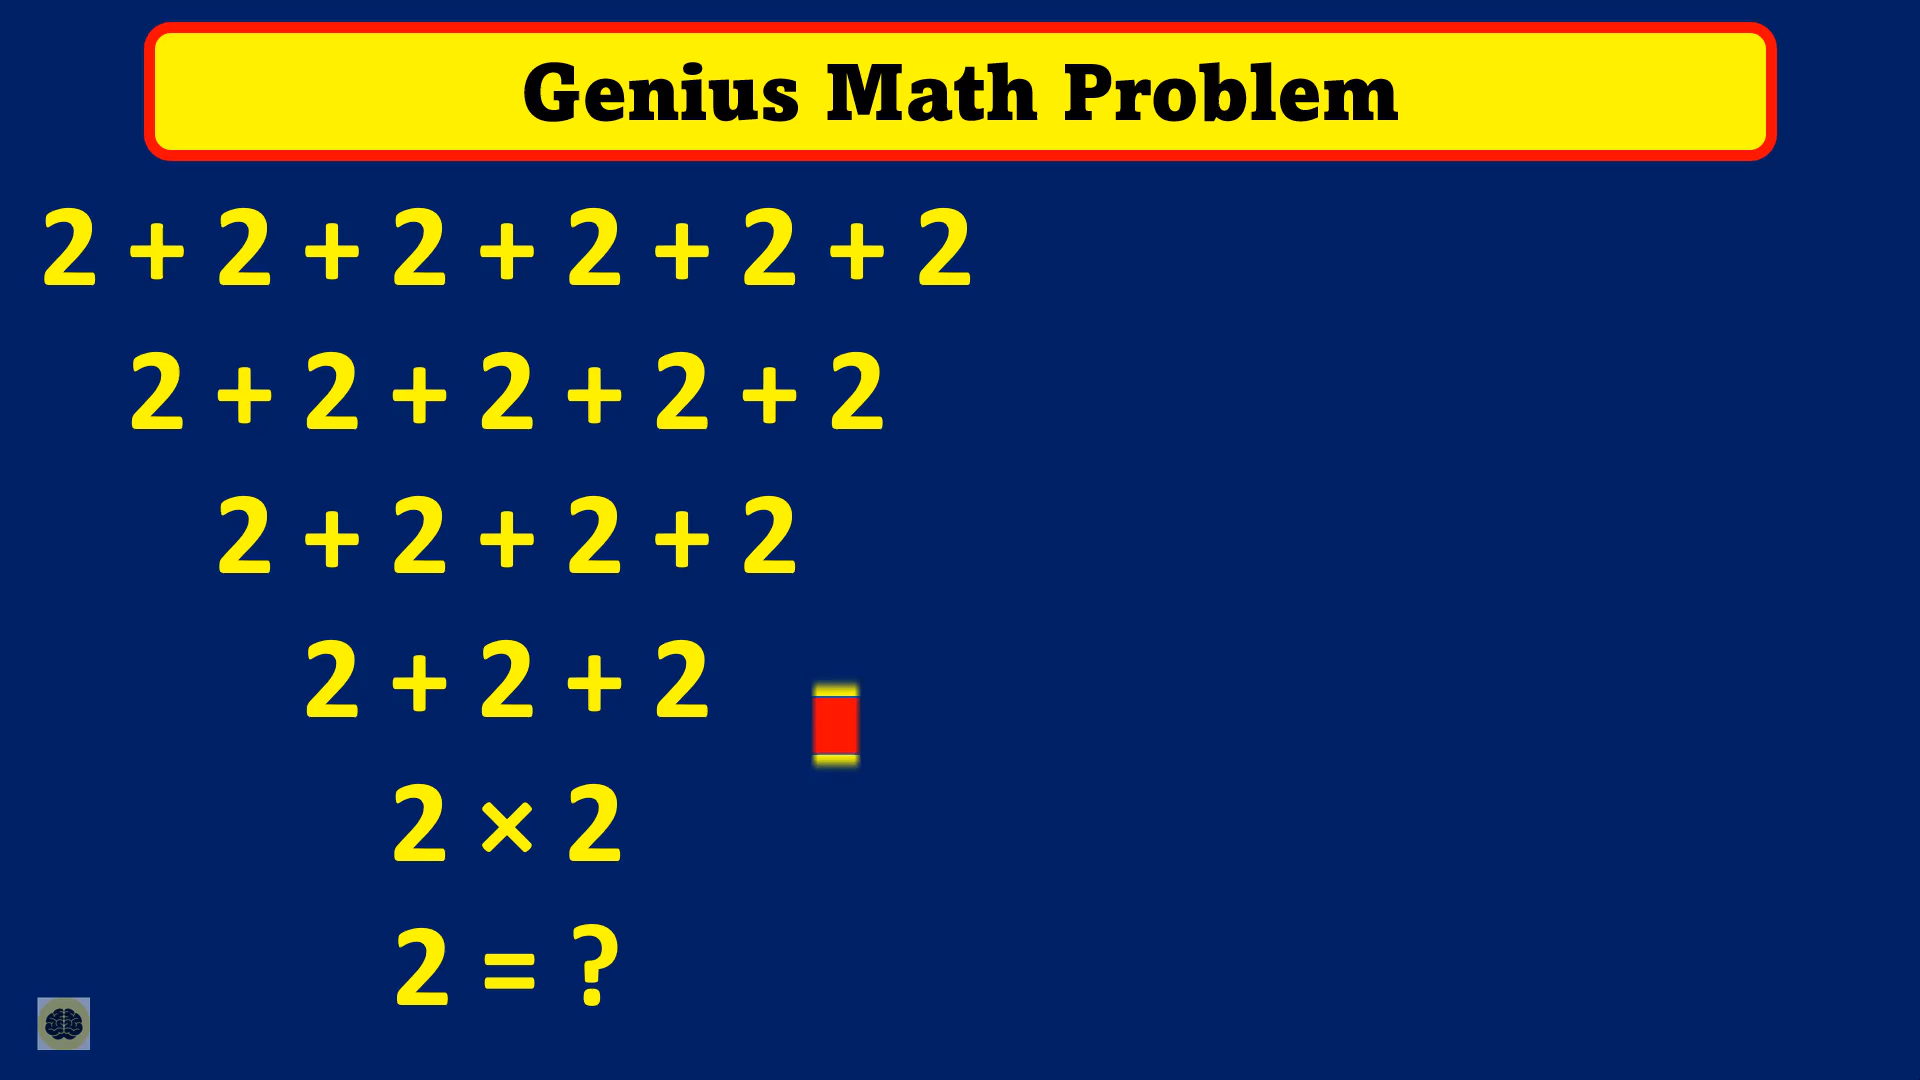 Genius Math Problem
2 + 2 + 2 + 2 + 2 + 2
2 + 2 + 2 + 2 + 2
2 + 2 + 2 + 2
2 + 2 + 2
2 × 2
2 = ?